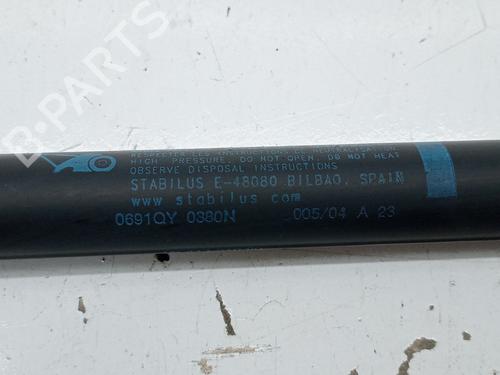 B-PARTS
HIGH PRESSURE, DO NOT OPEN, DO NOT HEAT
OBSERVE DISPOSAL INSTRUCTIONS
STABILUS E-48080 BILBAO, SPAIN
www stabilus com
0691QY 0380N 005/04 A 23